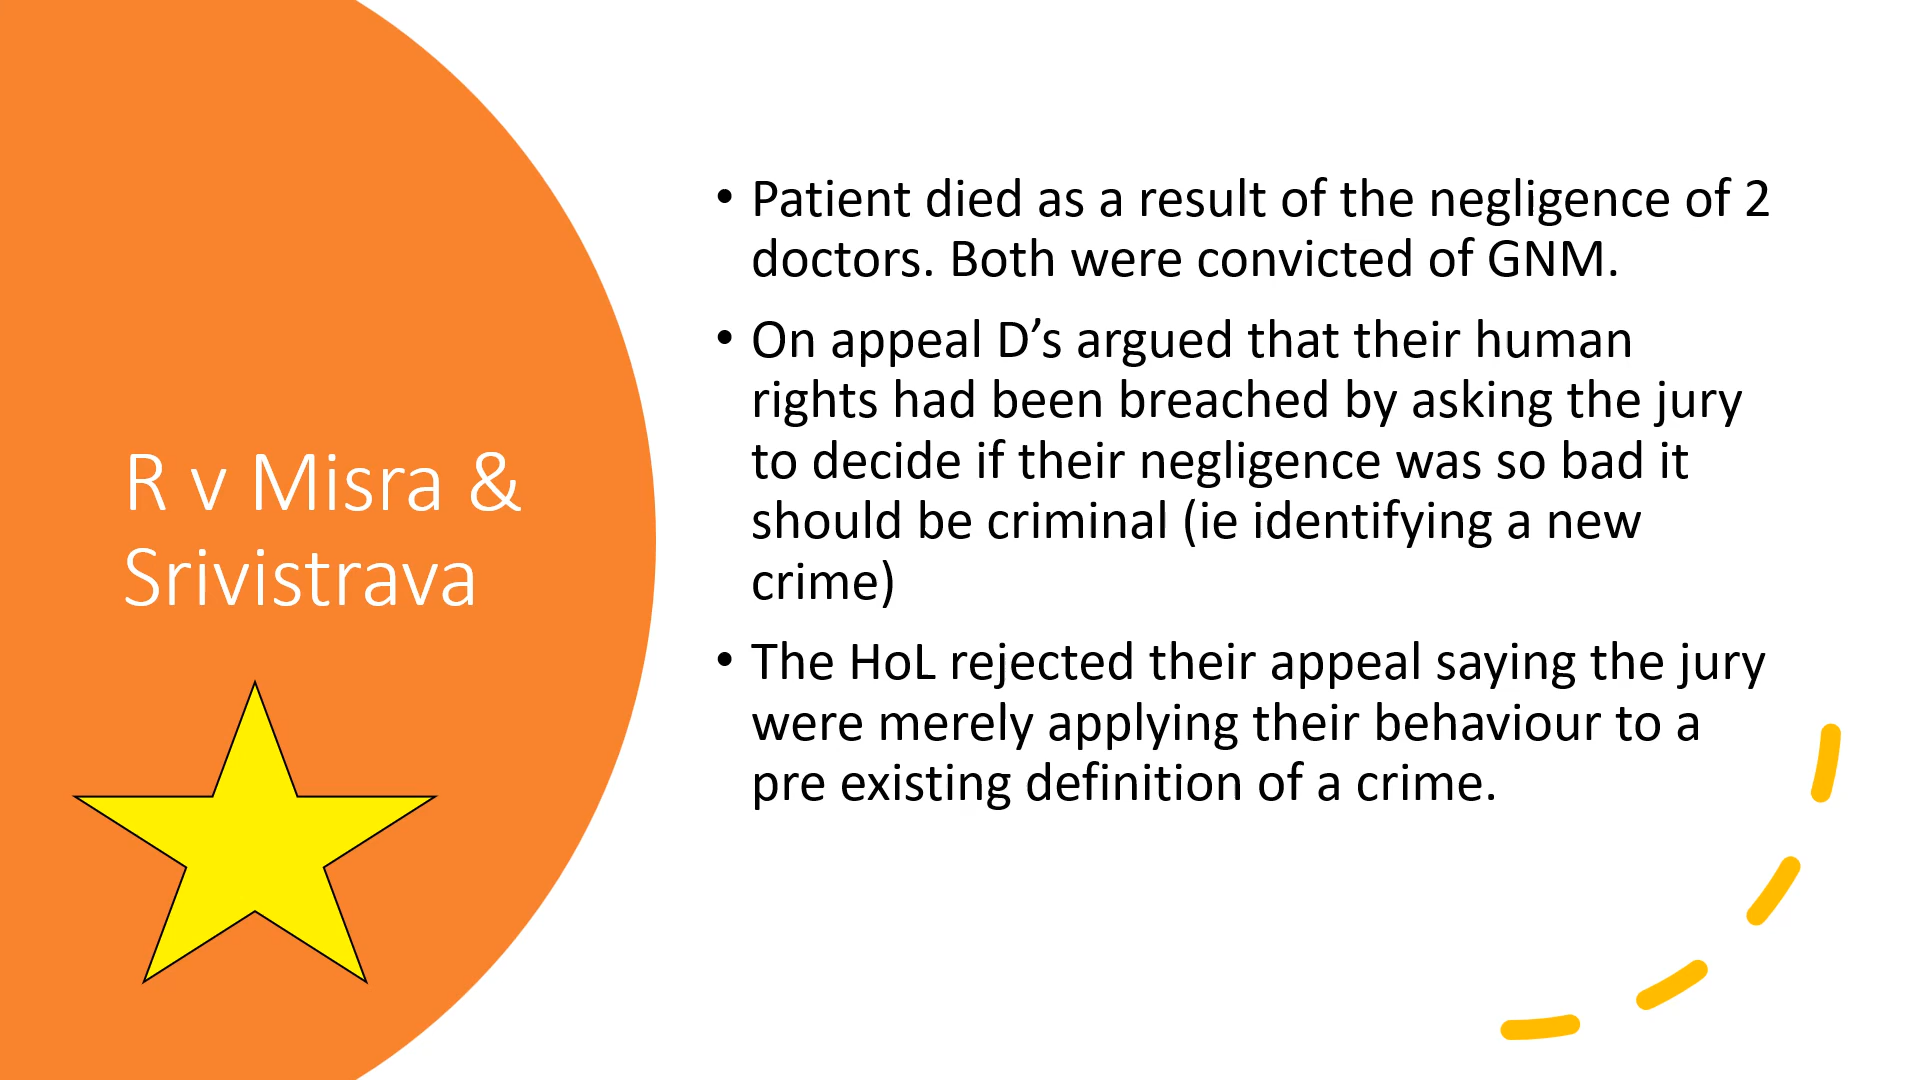 R v Misra &
Srivistrava
• Patient died as a result of the negligence of 2
doctors. Both were convicted of GNM.
• On appeal D’s argued that their human
rights had been breached by asking the jury
to decide if their negligence was so bad it
should be criminal (ie identifying a new
crime)
• The HoL rejected their appeal saying the jury
were merely applying their behaviour to a
pre existing definition of a crime.